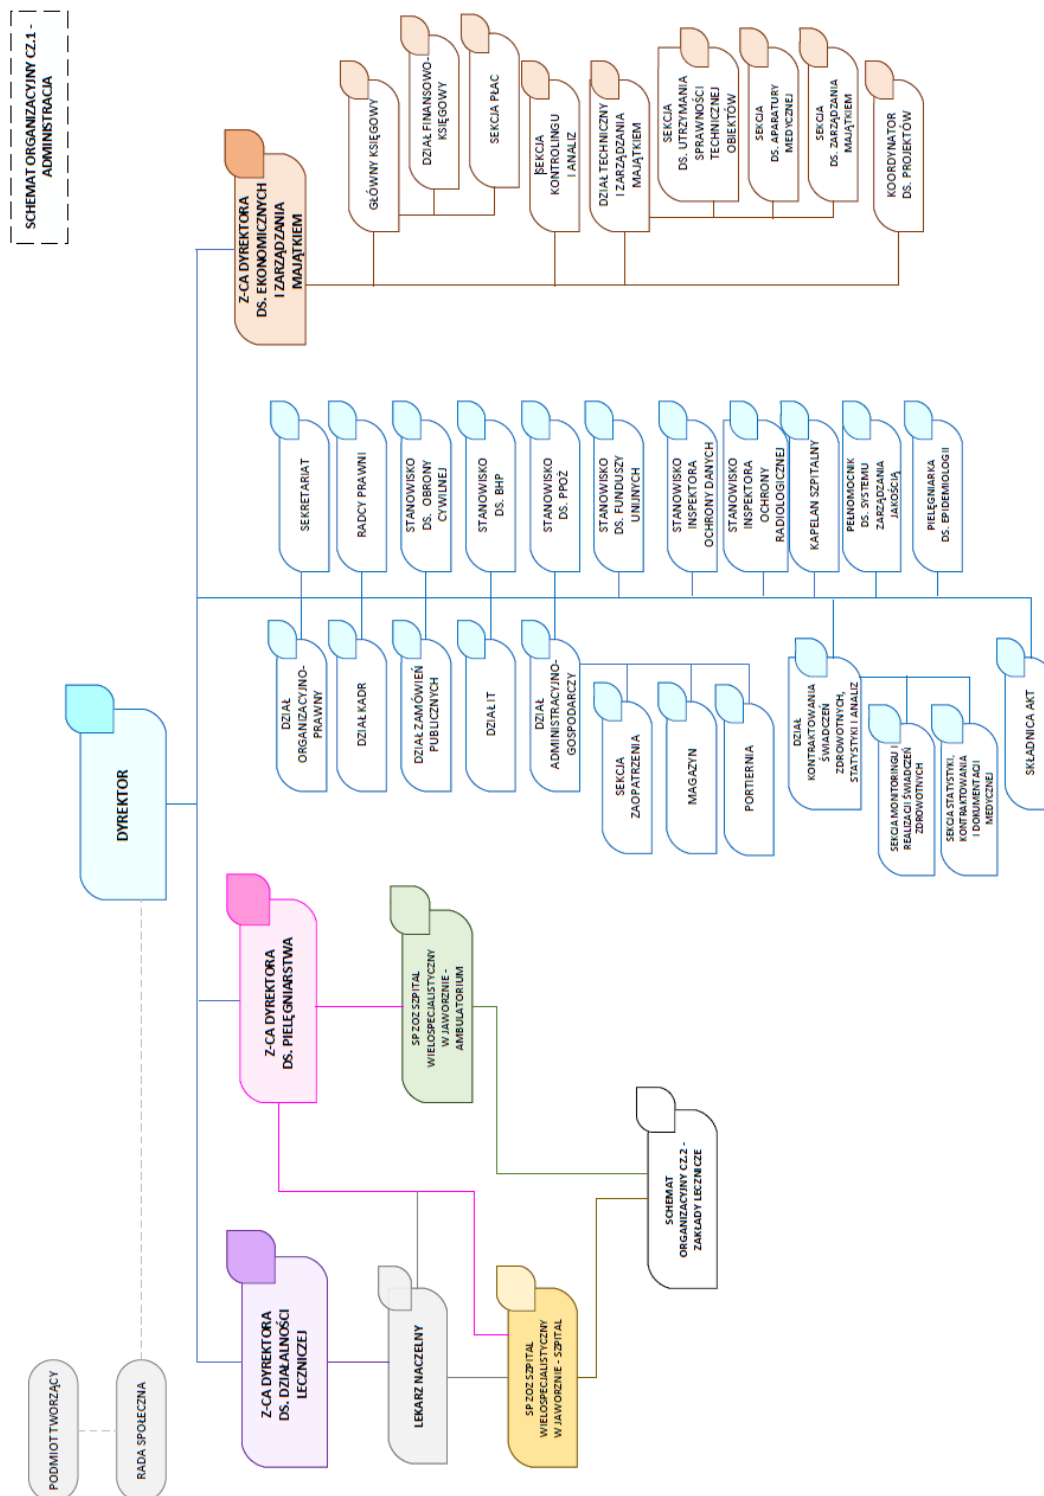 SCHEMAT ORGANIZACYJNY CZ.1 -
ADMINISTRACJA
PODMIOT TWORZĄCY
RADA SPOŁECZNA
DYREKTOR
Z-CA DYREKTORA
DS. DZIAŁALNOŚCI
LECZNICZEJ
Z-CA DYREKTORA
DS. PIELĘGNIARSTWA
Z-CA DYREKTORA
DS. EKONOMICZNYCH
I ZARZĄDZANIA
MAJĄTKIEM
LEKARZ NACZELNY
SP ZOZ SZPITAL
WIELOSPECJALISTYCZNY
W JAWORZNIE - SZPITAL
SP ZOZ SZPITAL
WIELOSPECJALISTYCZNY
W JAWORZNIE -
AMBULATORIUM
SCHEMAT
ORGANIZACYJNY CZ.2 -
ZAKŁADY LECZNICZE
DZIAŁ
ORGANIZACYJNO-
PRAWNY
DZIAŁ KADR
DZIAŁ ZAMÓWIEŃ
PUBLICZNYCH
DZIAŁ IT
DZIAŁ
ADMINISTRACYJNO-
GOSPODARCZY
SEKCJA
ZAOPATRZENIA
MAGAZYN
PORTIERNIA
DZIAŁ
KONTRAKTOWANIA
ŚWIADCZEŃ
ZDROWOTNYCH,
STATYSTYKI I ANALIZ
SEKCJA MONITORINGU I
REALIZACJI ŚWIADCZEŃ
ZDROWOTNYCH
SEKCJA STATYSTYKI,
KONTRAKTOWANIA
I DOKUMENTACJI
MEDYCZNEJ
SKŁADNICA AKT
SEKRETARIAT
RADCY PRAWNI
STANOWISKO
DS. OBRONY
CYWILNEJ
STANOWISKO
DS. BHP
STANOWISKO
DS. PPOŻ
STANOWISKO
DS. FUNDUSZY
UNIJNYCH
STANOWISKO
INSPEKTORA
OCHRONY DANYCH
STANOWISKO
INSPEKTORA
OCHRONY
RADIOLOGICZNEJ
KAPELAN SZPITALNY
PEŁNOMOCNIK
DS. SYSTEMU
ZARZĄDZANIA
JAKOŚCIĄ
PIELĘGNIARKA
DS. EPIDEMIOLOGII
GŁÓWNY KSIĘGOWY
DZIAŁ FINANSOWO-
KSIĘGOWY
SEKCJA PŁAC
SEKCJA
KONTROLINGU
I ANALIZ
DZIAŁ TECHNICZNY
I ZARZĄDZANIA
MAJĄTKIEM
SEKCJA
DS. UTRZYMANIA
SPRAWNOŚCI
TECHNICZNEJ
OBIEKTÓW
SEKCJA
DS. APARATURY
MEDYCZNEJ
SEKCJA
DS. ZARZĄDZANIA
MAJĄTKIEM
KOORDYNATOR
DS. PROJEKTÓW